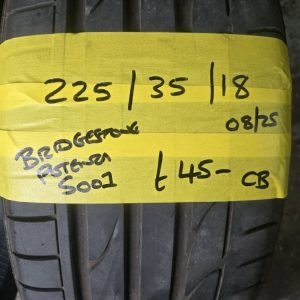 225/35/18
08/25
BRIDGESTONE
POTENZA
S001
£45-
CB